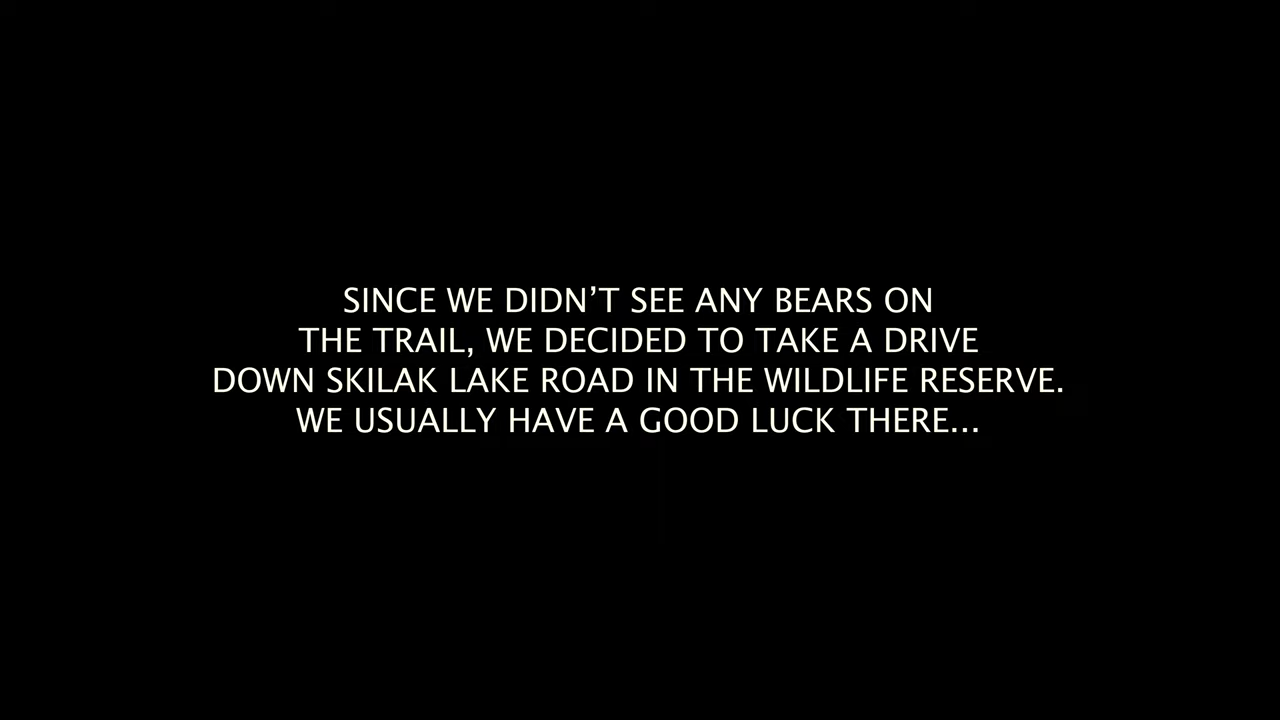 SINCE WE DIDN’T SEE ANY BEARS ON
THE TRAIL, WE DECIDED TO TAKE A DRIVE
DOWN SKILAK LAKE ROAD IN THE WILDLIFE RESERVE.
WE USUALLY HAVE A GOOD LUCK THERE...